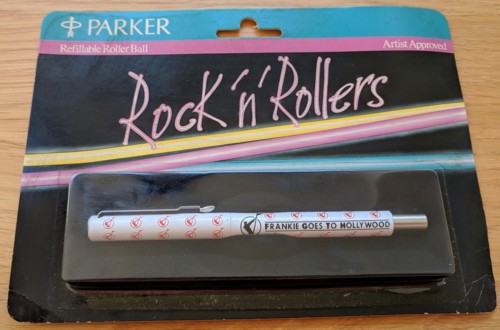 PARKER
Refillable Roller Ball
Artist Approved
Rock 'n' Rollers
FRANKIE GOES TO HOLLYWOOD